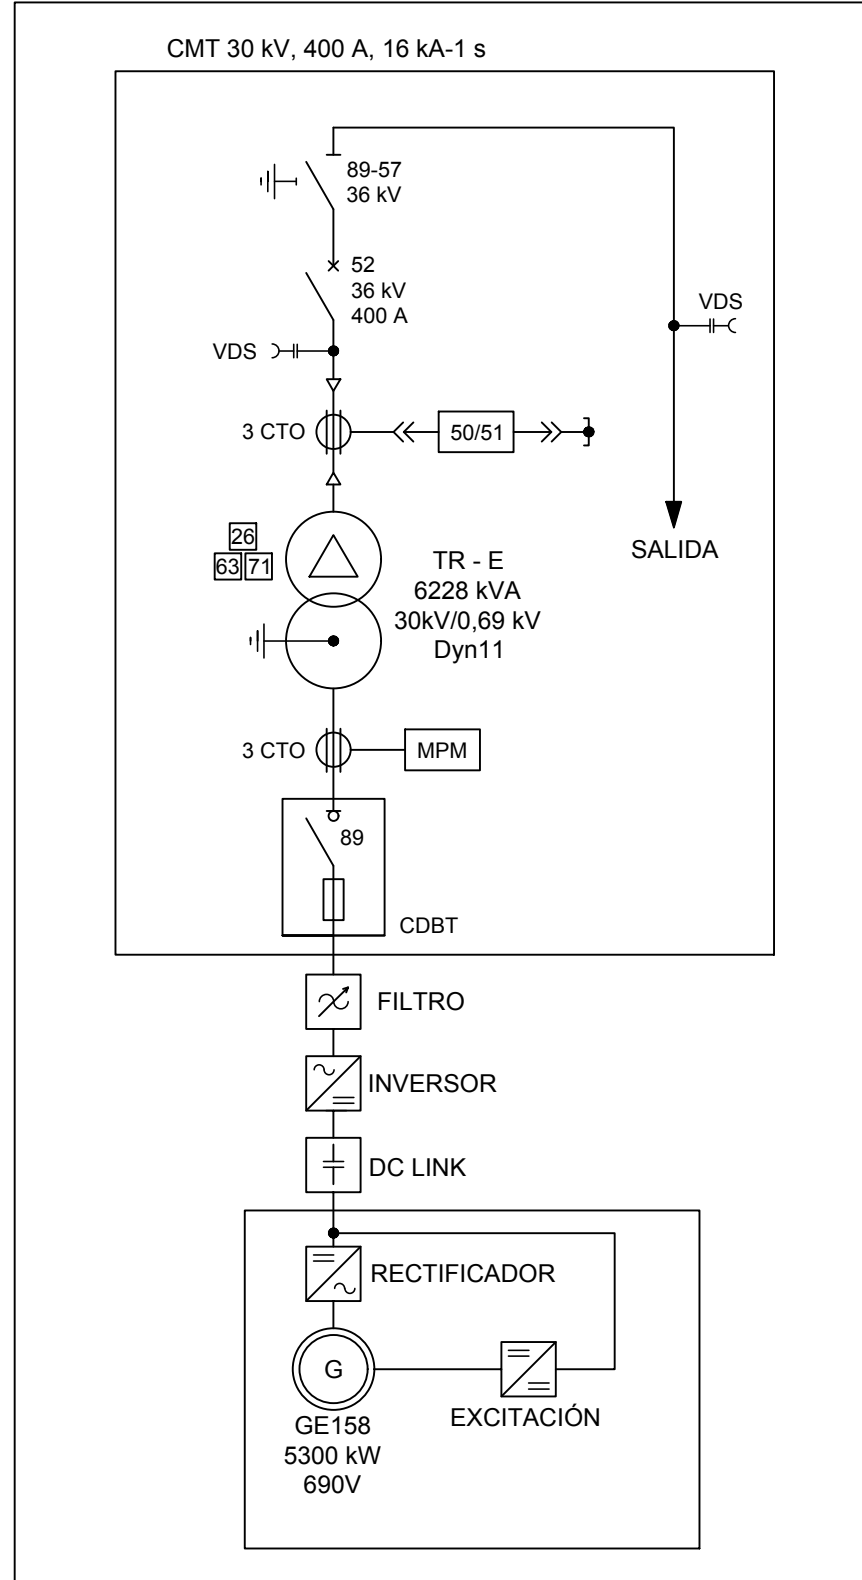 CMT 30 kV, 400 A, 16 kA-1 s
89-57
36 kV
52
36 kV
400 A
VDS
VDS
3 CTO
50/51
SALIDA
26
63 71
TR - E
6228 kVA
30kV/0,69 kV
Dyn11
3 CTO
MPM
89
CDBT
FILTRO
INVERSOR
DC LINK
RECTIFICADOR
G
EXCITACIÓN
GE158
5300 kW
690V